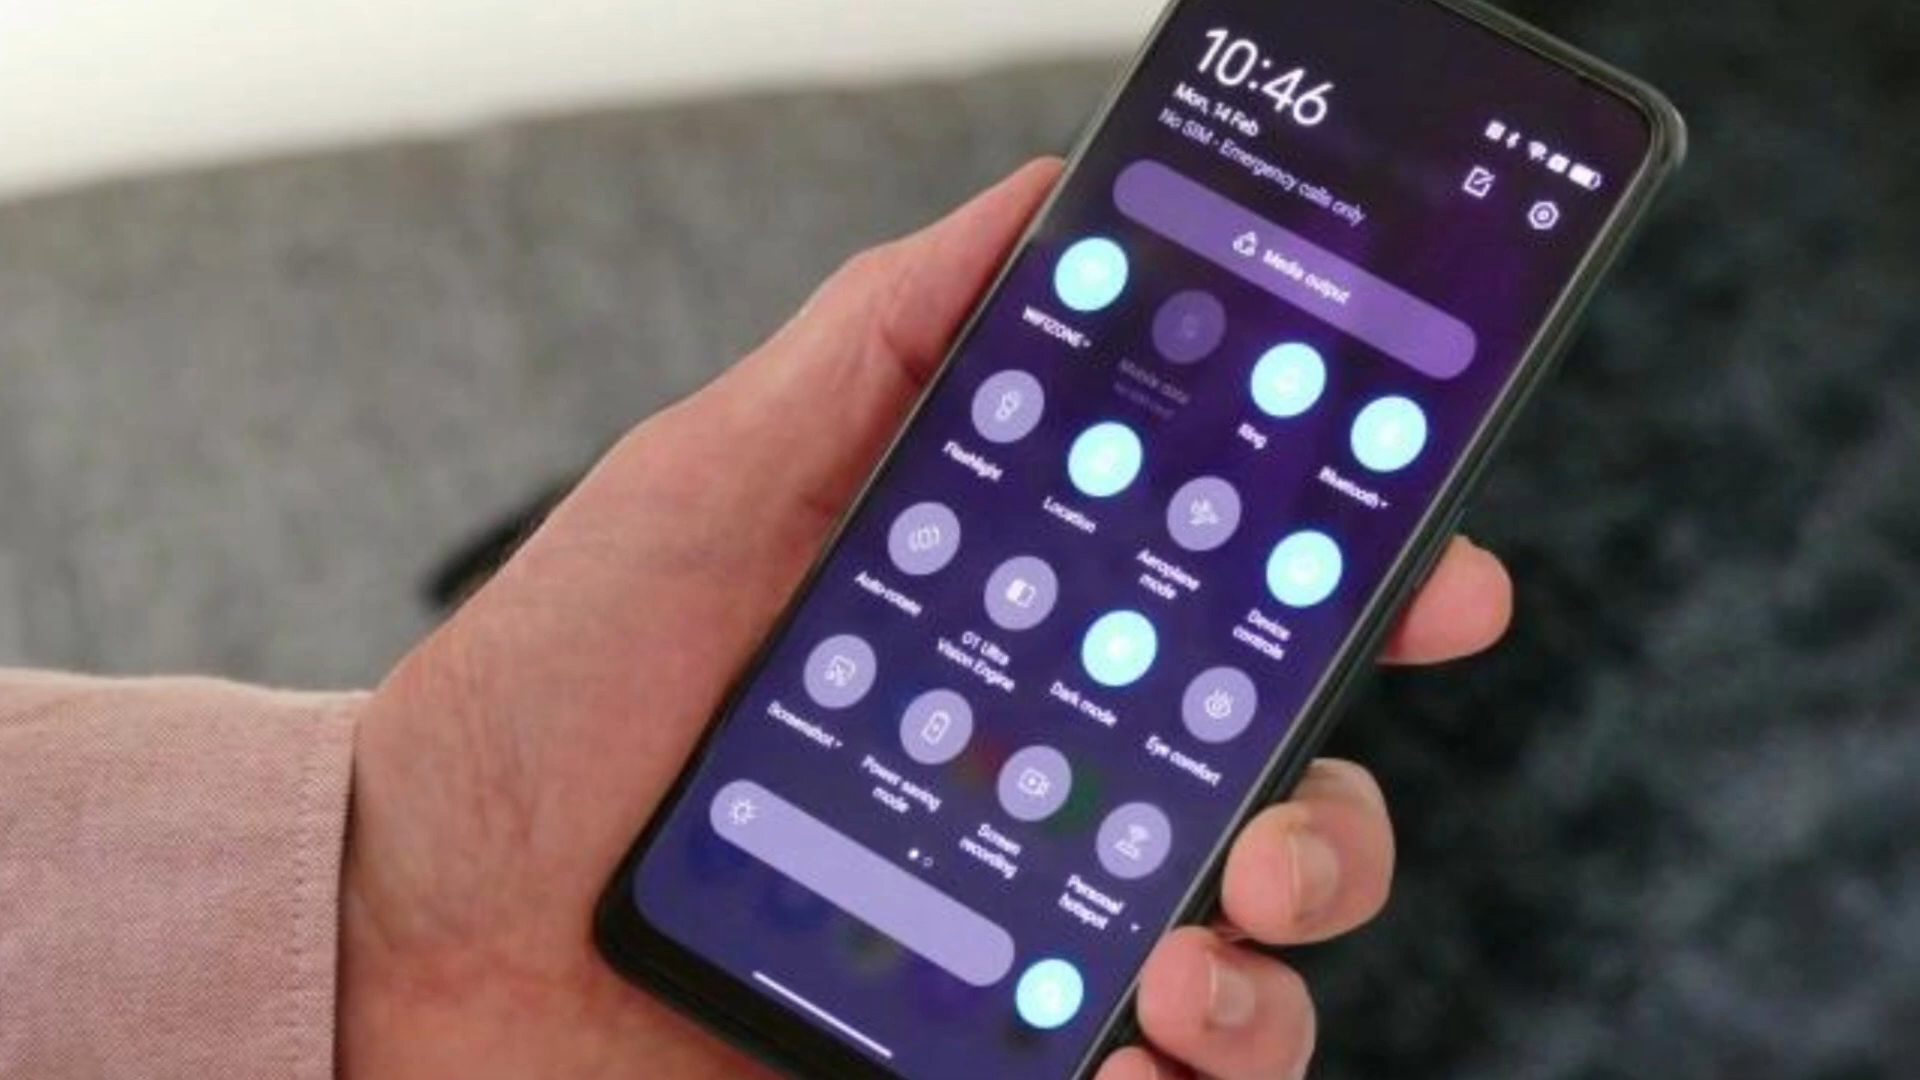 10:46
Mon, 14 Feb
No SIM - Emergency calls only
Media output
WIFIZONE
Mobile data
Ring
Bluetooth
Flashlight
Location
Aeroplane
mode
Device
controls
Auto-rotate
O1 Ultra
Vision Engine
Dark mode
Eye comfort
Screenshot
Power saving
mode
Screen
recording
Personal
hotspot